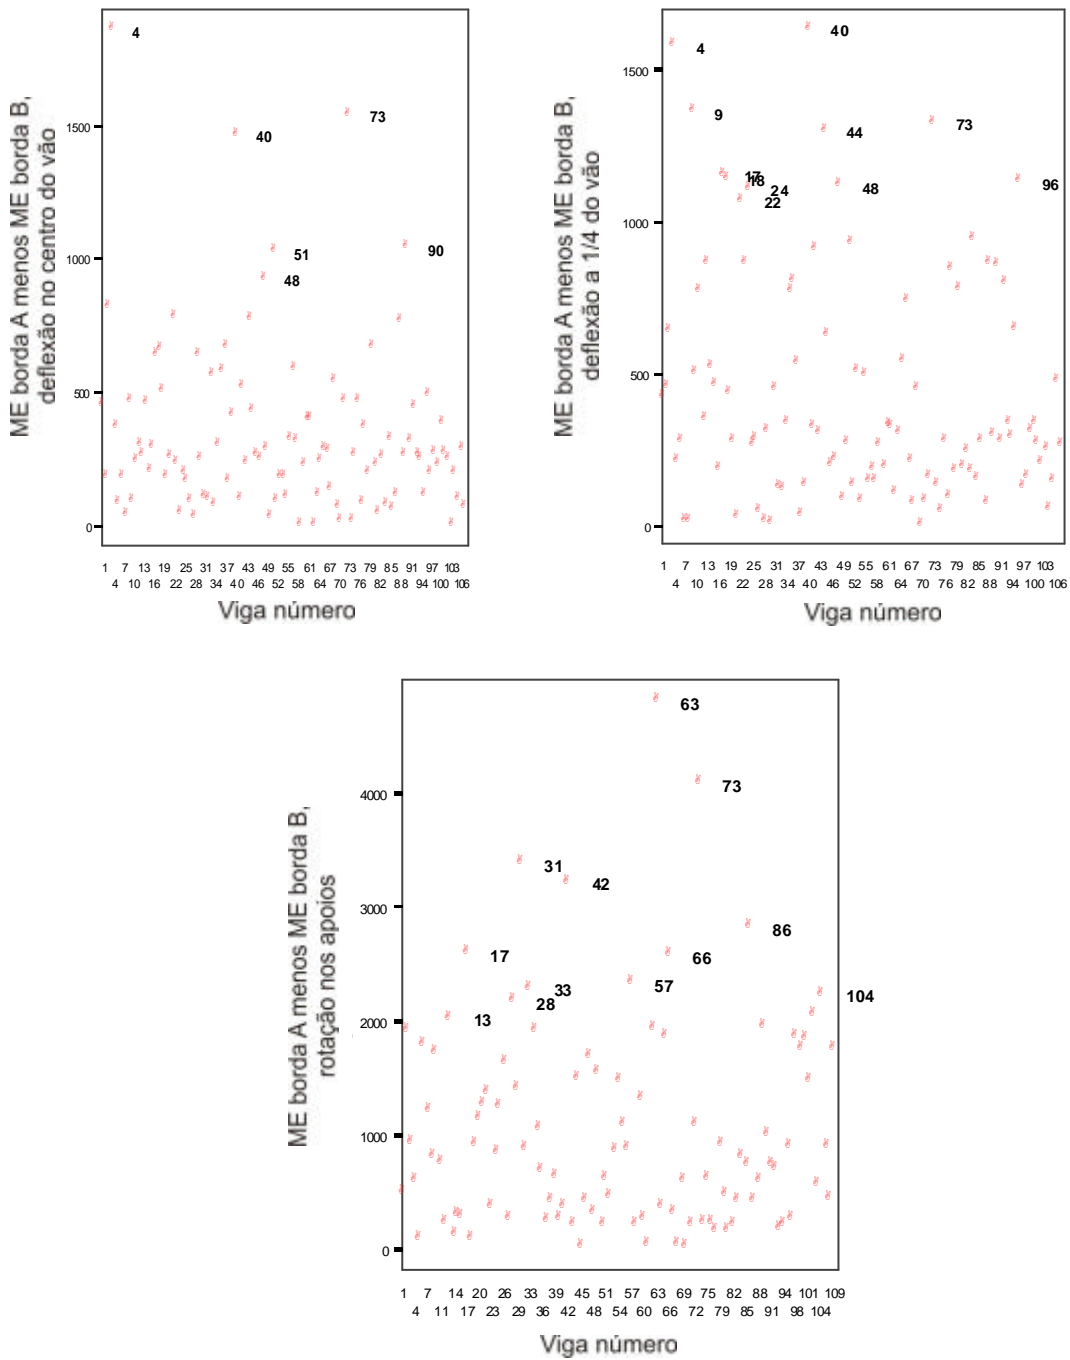 ME borda A menos ME borda B,
deflexão no centro do vão
1500
1000
500
0
4
73
40
51
90
48
1 7 13 19 25 31 37 43 49 55 61 67 73 79 85 91 97 103
4 10 16 22 28 34 40 46 52 58 64 70 76 82 88 94 100 106
Viga número
ME borda A menos ME borda B,
deflexão a 1/4 do vão
1500
1000
500
0
40
4
9
44
73
17
18
24
22
48
96
1 7 13 19 25 31 37 43 49 55 61 67 73 79 85 91 97 103
4 10 16 22 28 34 40 46 52 58 64 70 76 82 88 94 100 106
Viga número
ME borda A menos ME borda B,
rotação nos apoios
4000
3000
2000
1000
0
63
73
31
42
86
17
66
57
33
28
104
13
1 7 14 20 26 33 39 45 51 57 63 69 75 82 88 94 101 109
4 11 17 23 29 36 42 48 54 60 66 72 79 85 91 98 104
Viga número